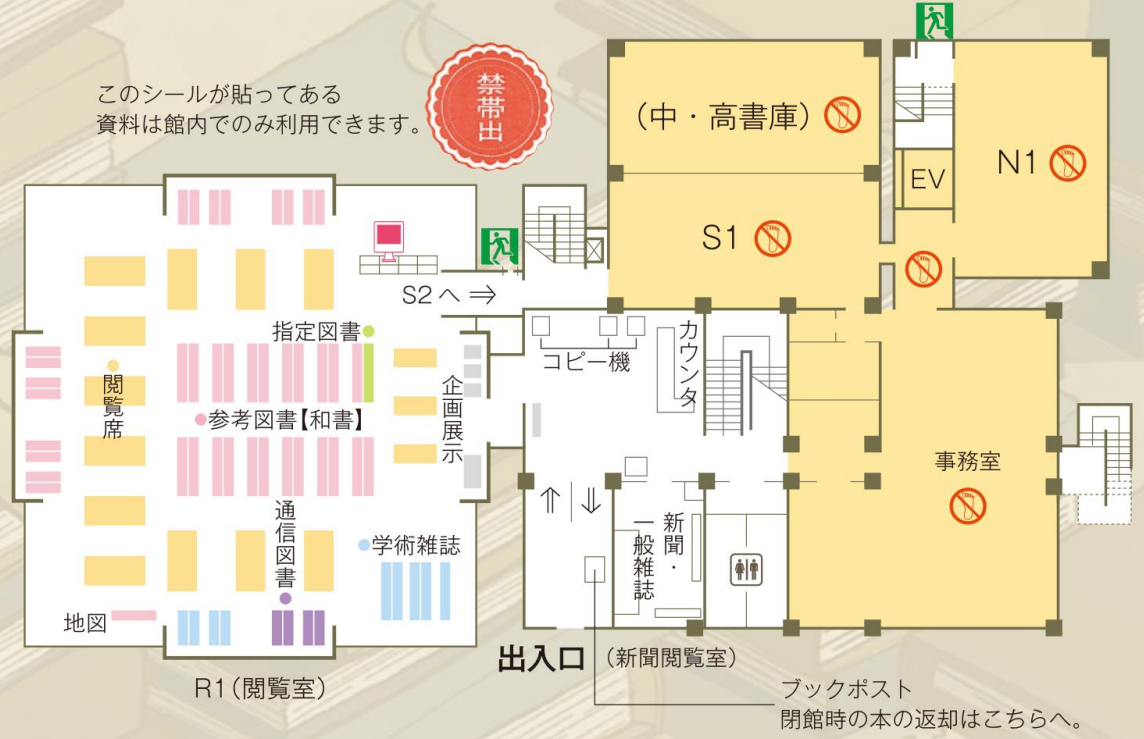 このシールが貼ってある
資料は館内でのみ利用できます。
禁帯出
(中・高書庫)
N1
EV
S1
S2へ⇒
指定図書
コピー機
カウンタ
閲覧席
企画展示
参考図書【和書】
事務室
⇑
⇓
新聞・
一般雑誌
通信図書
学術雑誌
地図
出入口
(新聞閲覧室)
R1(閲覧室)
ブックポスト
閉館時の本の返却はこちらへ。